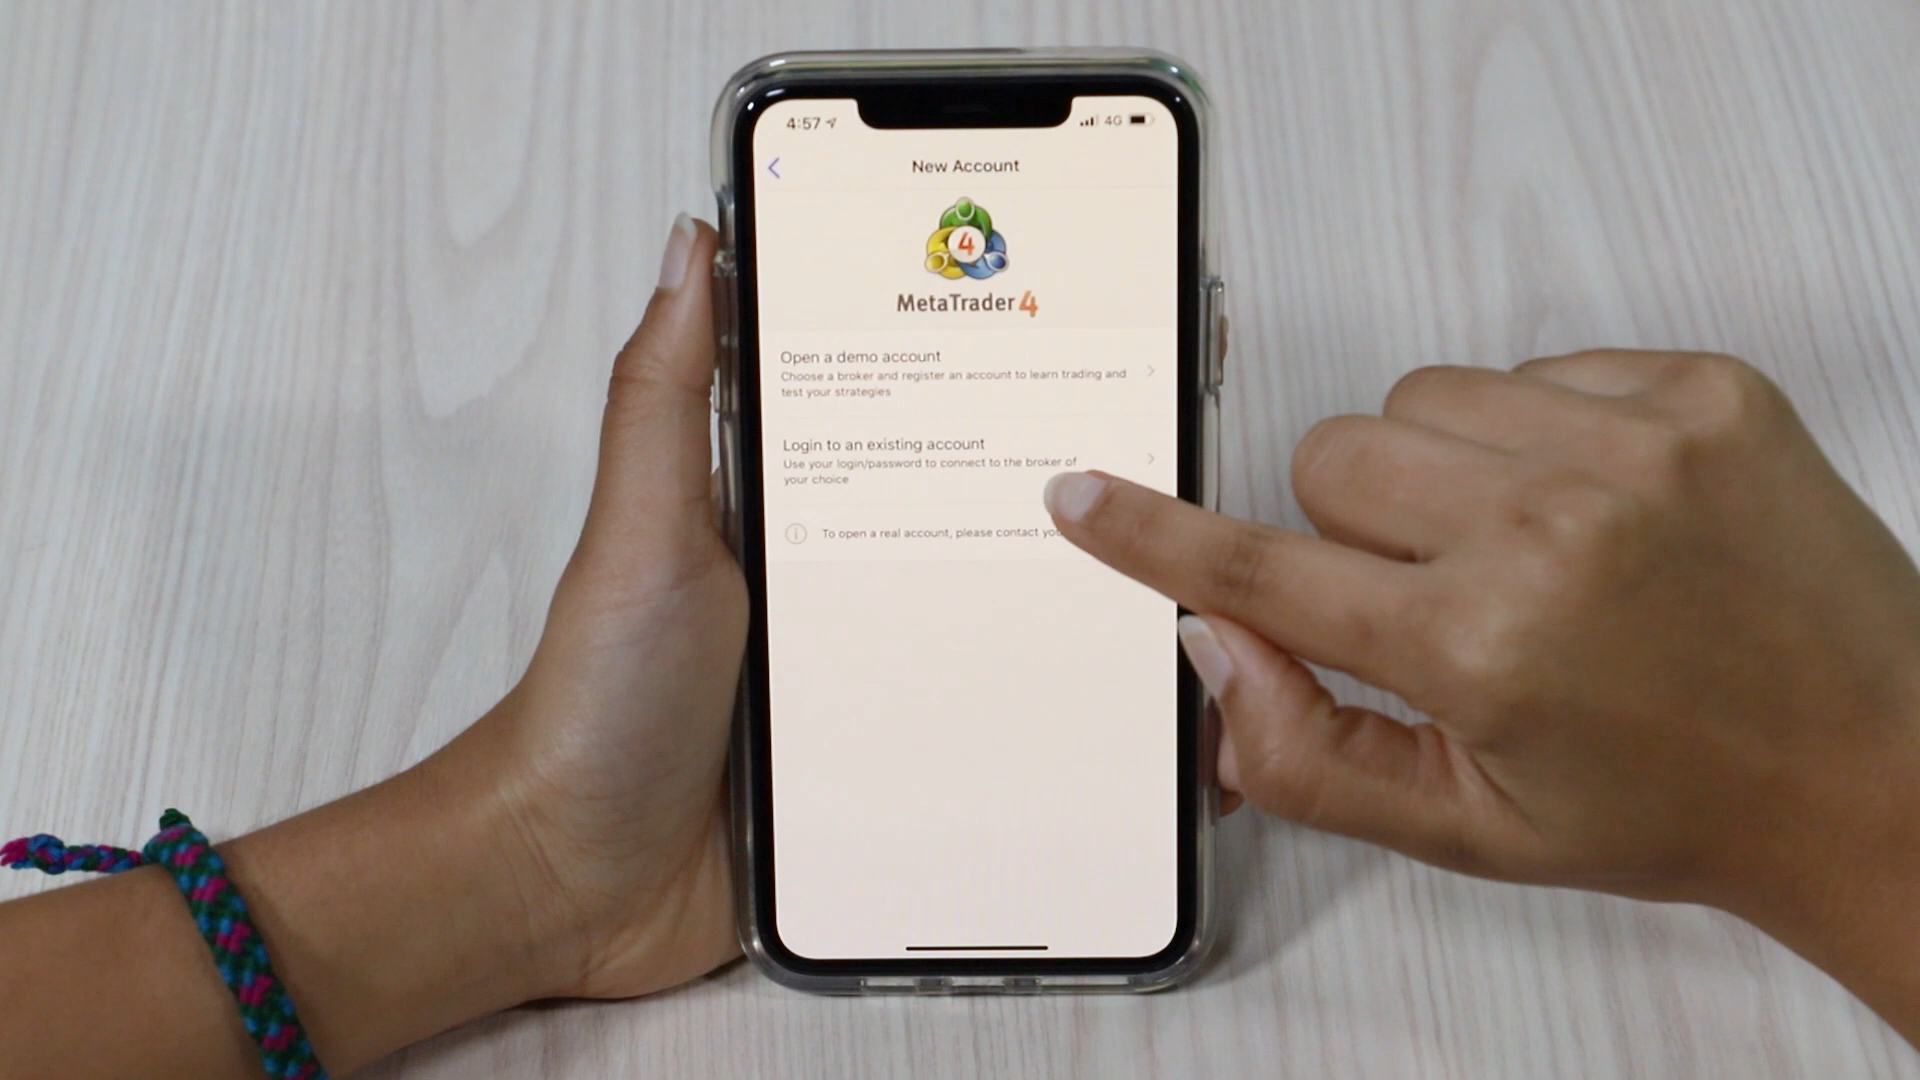 4:57
4G
New Account
4
MetaTrader 4
Open a demo account
Choose a broker and register an account to learn trading and
test your strategies
Login to an existing account
Use your login/password to connect to the broker of
your choice
To open a real account, please contact